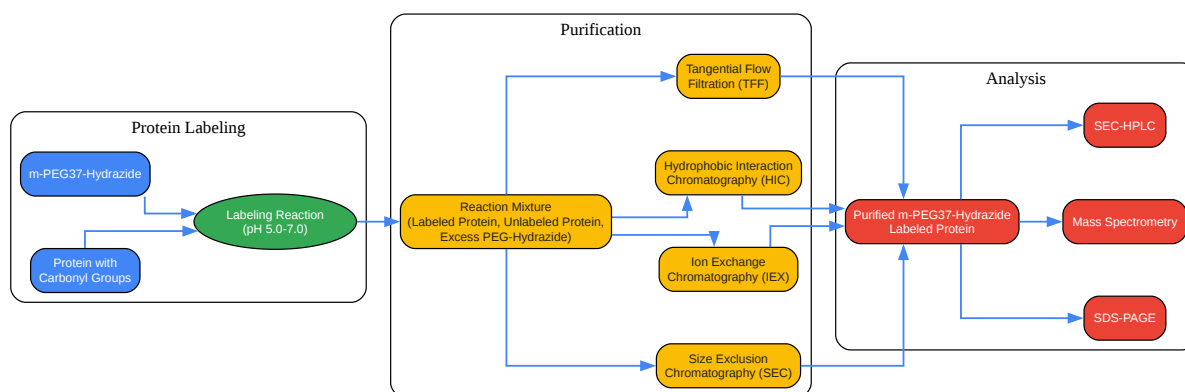 Protein Labeling
m-PEG37-Hydrazide
Protein with
Carbonyl Groups
Labeling Reaction
(pH 5.0-7.0)
Purification
Reaction Mixture
(Labeled Protein, Unlabeled Protein,
Excess PEG-Hydrazide)
Tangential Flow
Filtration (TFF)
Hydrophobic Interaction
Chromatography (HIC)
Ion Exchange
Chromatography (IEX)
Size Exclusion
Chromatography (SEC)
Analysis
Purified m-PEG37-Hydrazide
Labeled Protein
SEC-HPLC
Mass Spectrometry
SDS-PAGE